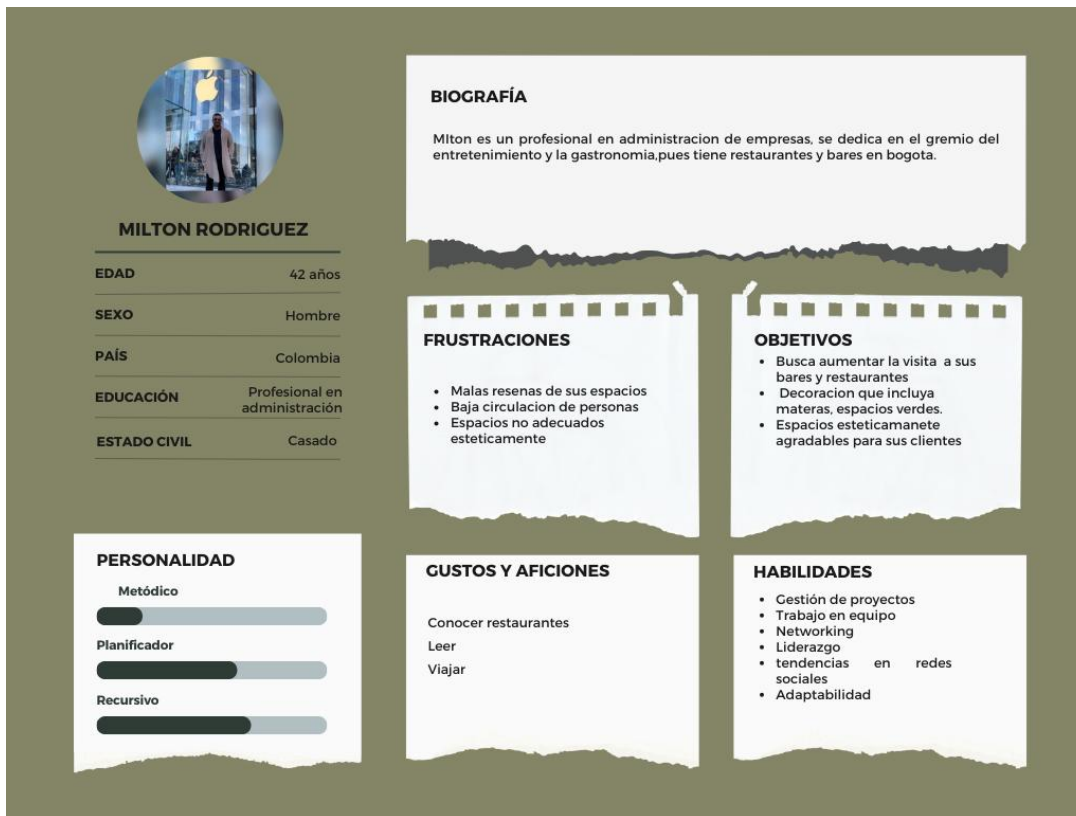 BIOGRAFÍA
MIton es un profesional en administracion de empresas, se dedica en el gremio del
entretenimiento y la gastronomia,pues tiene restaurantes y bares en bogota.
MILTON RODRIGUEZ
EDAD 42 años
SEXO Hombre
PAÍS Colombia
EDUCACIÓN Profesional en
administración
ESTADO CIVIL Casado
FRUSTRACIONES
• Malas resenas de sus espacios
• Baja circulacion de personas
• Espacios no adecuados
esteticamente
OBJETIVOS
• Busca aumentar la visita a sus
bares y restaurantes
• Decoracion que incluya
materas, espacios verdes.
• Espacios esteticamanete
agradables para sus clientes
PERSONALIDAD
Metódico
Planificador
Recursivo
GUSTOS Y AFICIONES
Conocer restaurantes
Leer
Viajar
HABILIDADES
• Gestión de proyectos
• Trabajo en equipo
• Networking
• Liderazgo
• tendencias en redes
sociales
• Adaptabilidad